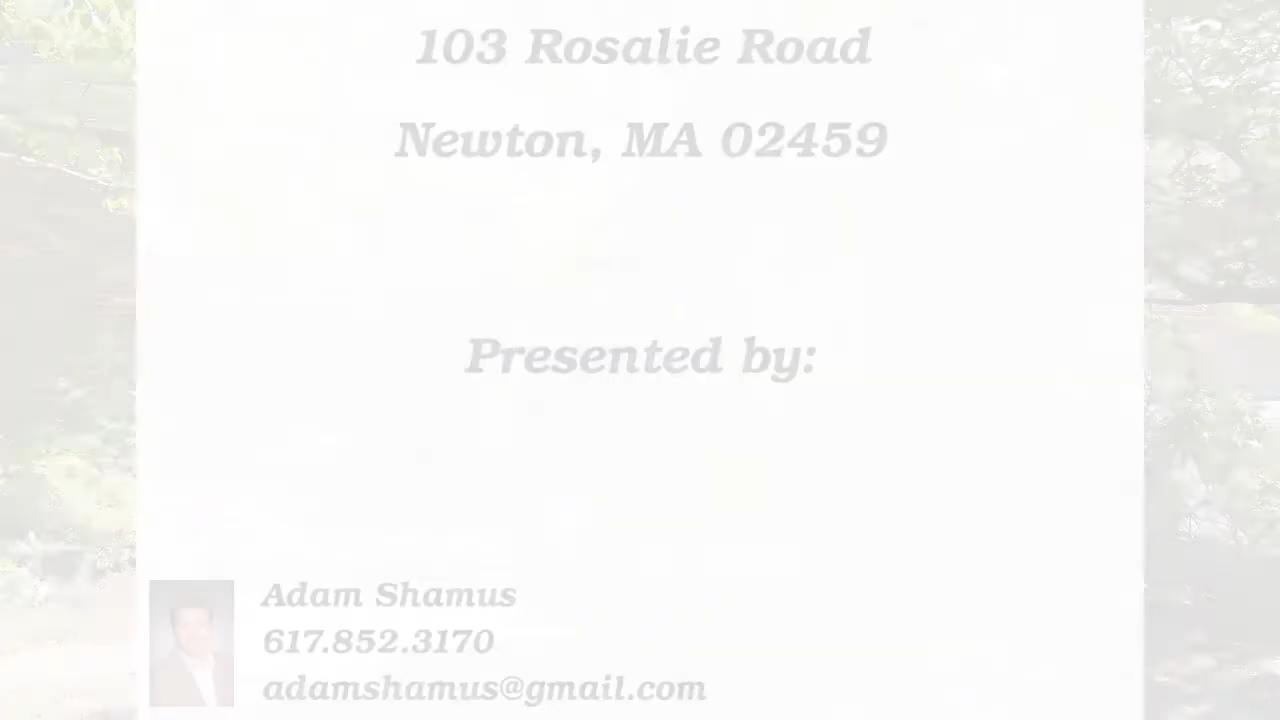 103 Rosalie Road
Newton, MA 02459
Presented by:
Adam Shamus
617.852.3170
adamshamus@gmail.com